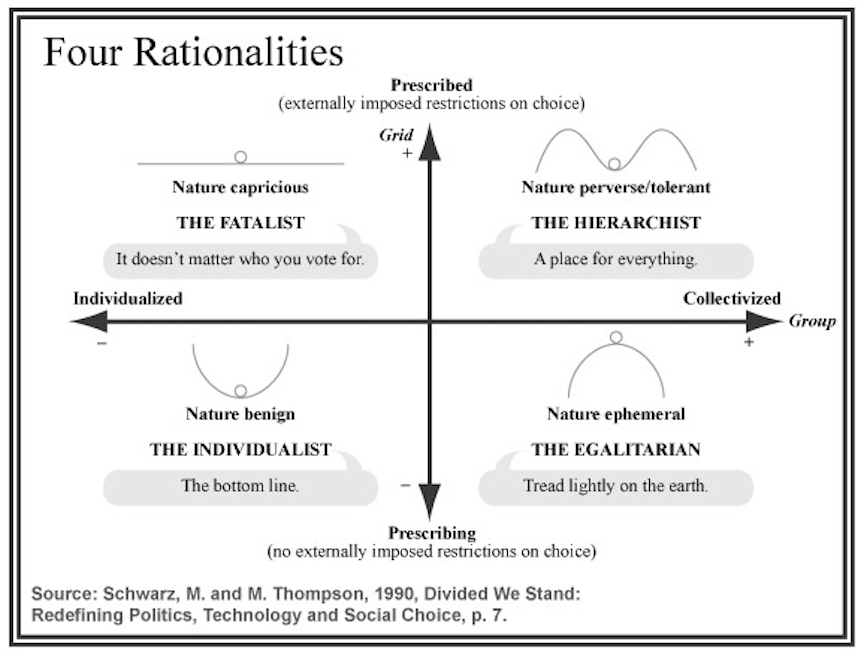 Four Rationalities
Prescribed
(externally imposed restrictions on choice)
Grid
+
Nature capricious
THE FATALIST
It doesn't matter who you vote for.
Nature perverse/tolerant
THE HIERARCHIST
A place for everything.
Individualized
–
Collectivized
Group
+
Nature benign
THE INDIVIDUALIST
The bottom line.
Nature ephemeral
THE EGALITARIAN
Tread lightly on the earth.
–
Prescribing
(no externally imposed restrictions on choice)
Source: Schwarz, M. and M. Thompson, 1990, Divided We Stand:
Redefining Politics, Technology and Social Choice, p. 7.